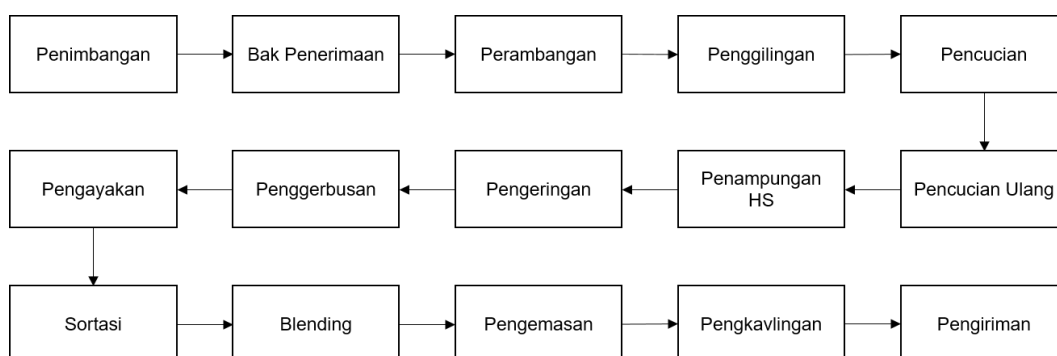 Penimbangan
Bak Penerimaan
Perambangan
Penggilingan
Pencucian
Pencucian Ulang
Penampungan
HS
Pengeringan
Penggerbusan
Pengayakan
Sortasi
Blending
Pengemasan
Pengkavlingan
Pengiriman